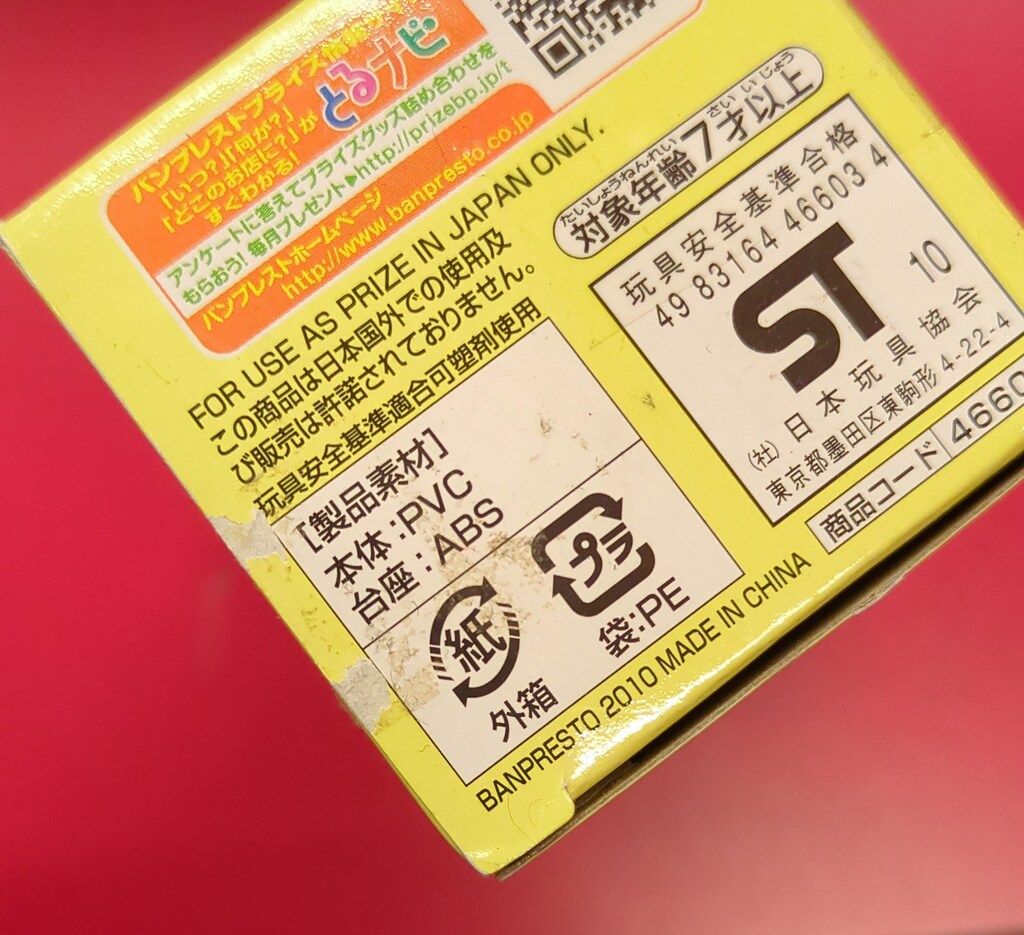 バンプレストプライズ情報
「いつ?」「何が?」
「どこのお店に?」が
すぐわかる!
とるナビ
アンケートに答えてプライズグッズ詰め合わせを
もらおう! 毎月プレゼント▶http://prizebp.jp/t
バンプレストホームページ
http://www.banpresto.co.jp
FOR USE AS PRIZE IN JAPAN ONLY.
この商品は日本国外での使用及
び販売は許諾されておりません。
玩具安全基準適合可塑剤使用
[製品素材]
本体:PVC
台座:ABS
紙
外箱
プラ
袋:PE
BANPRESTO 2010 MADE IN CHINA
たいしょうねんれい さい いじょう
対象年齢7才以上
玩具安全基準合格
49 83164 46603 4
ST
10
(社)日本玩具協会
東京都墨田区東駒形4-22-4
商品コード 4660